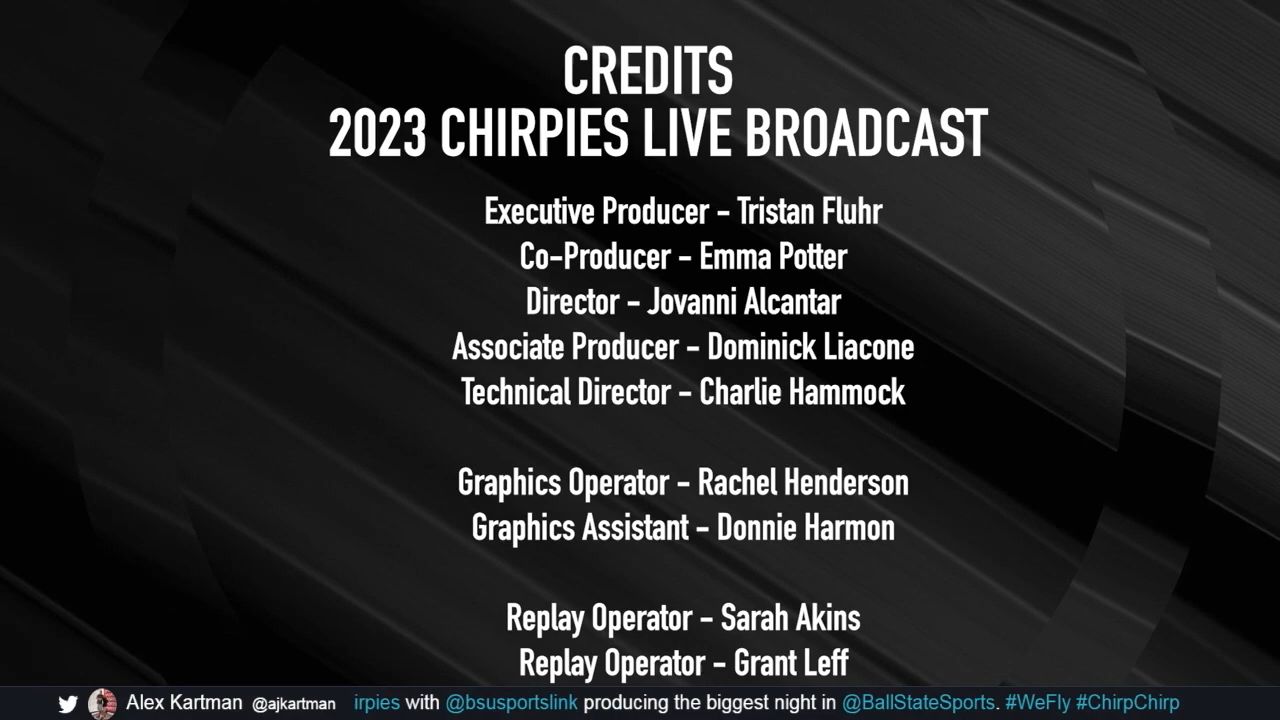 CREDITS
2023 CHIRPIES LIVE BROADCAST
Executive Producer - Tristan Fluhr
Co-Producer - Emma Potter
Director - Jovanni Alcantar
Associate Producer - Dominick Liacone
Technical Director - Charlie Hammock
Graphics Operator - Rachel Henderson
Graphics Assistant - Donnie Harmon
Replay Operator - Sarah Akins
Replay Operator - Grant Leff
Alex Kartman @ajkartman irpies with @bsusportslink producing the biggest night in @BallStateSports. #WeFly #ChirpChirp